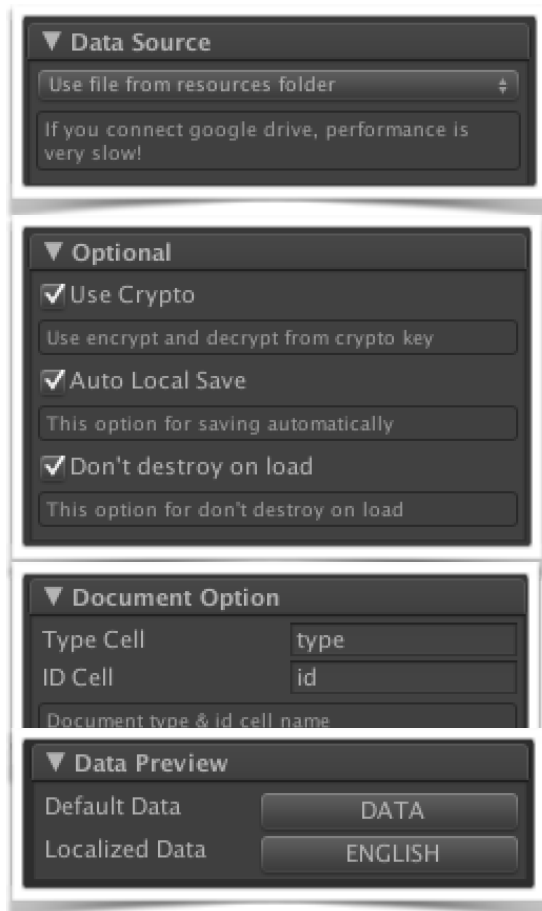 ▼ Data Source
Use file from resources folder
If you connect google drive, performance is
very slow!
▼ Optional
Use Crypto
Use encrypt and decrypt from crypto key
Auto Local Save
This option for saving automatically
Don't destroy on load
This option for don't destroy on load
▼ Document Option
Type Cell type
ID Cell id
Document type & id cell name
▼ Data Preview
Default Data DATA
Localized Data ENGLISH